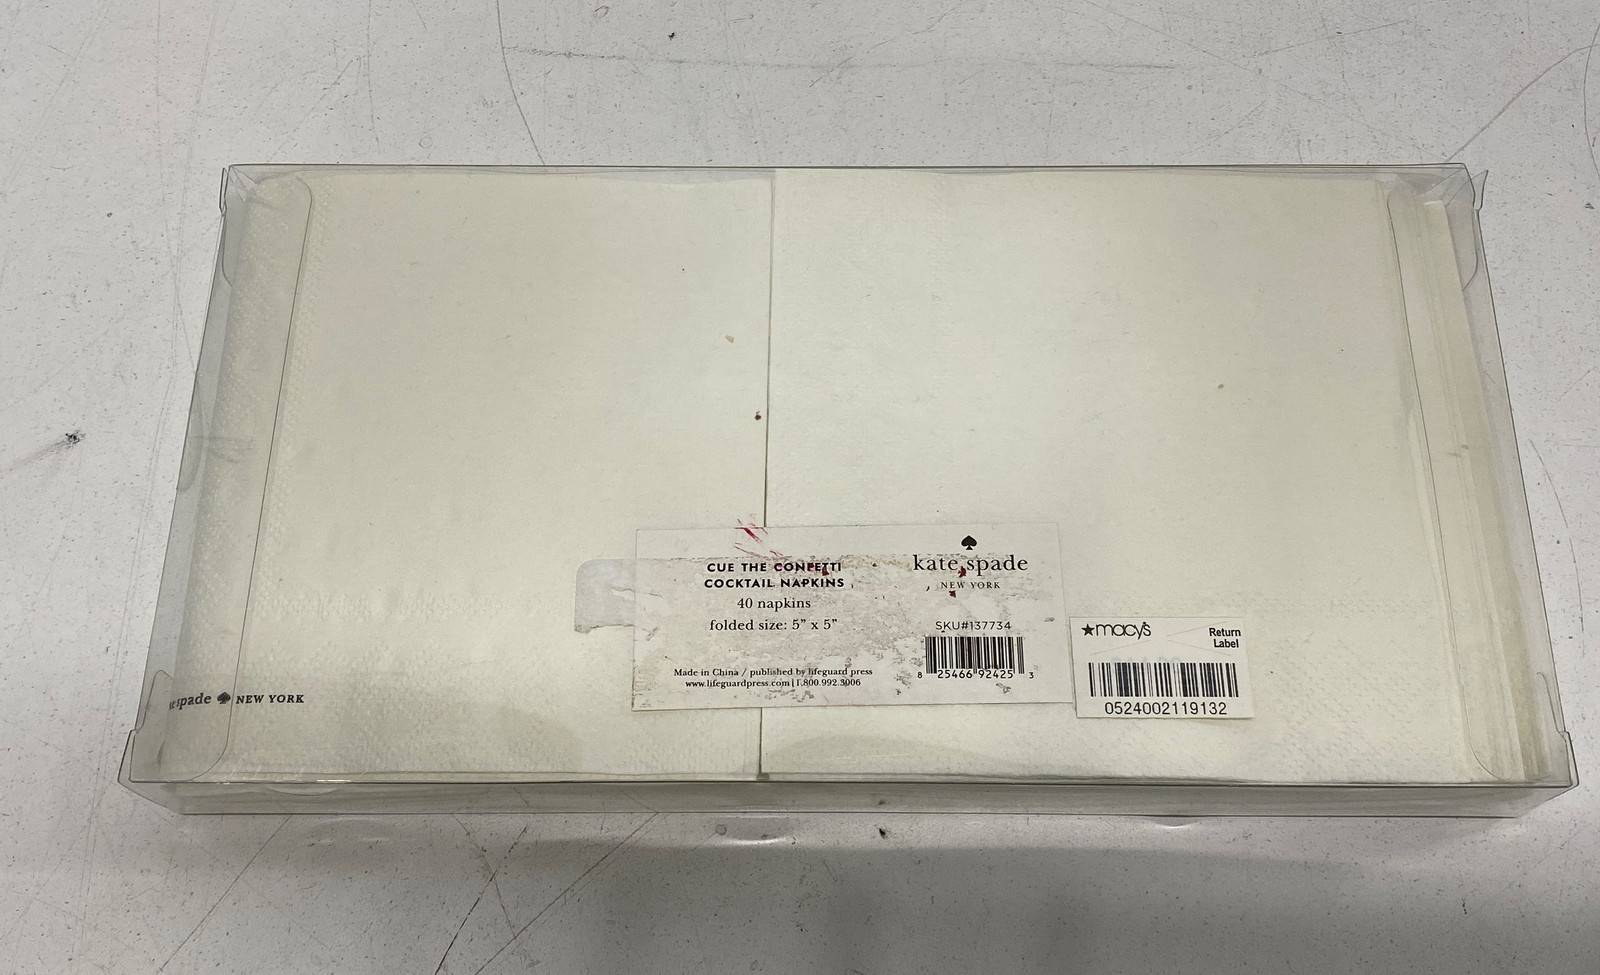 CUE THE CONFETTI
COCKTAIL NAPKINS
40 napkins
folded size: 5" x 5"
Made in China / published by lifeguard press
www.lifeguardpress.com | 1.800.992.3006
kate spade
NEW YORK
SKU#137734
8 25466 92425 3
★macy's
Return
Label
0524002119132
spade ♠ NEW YORK